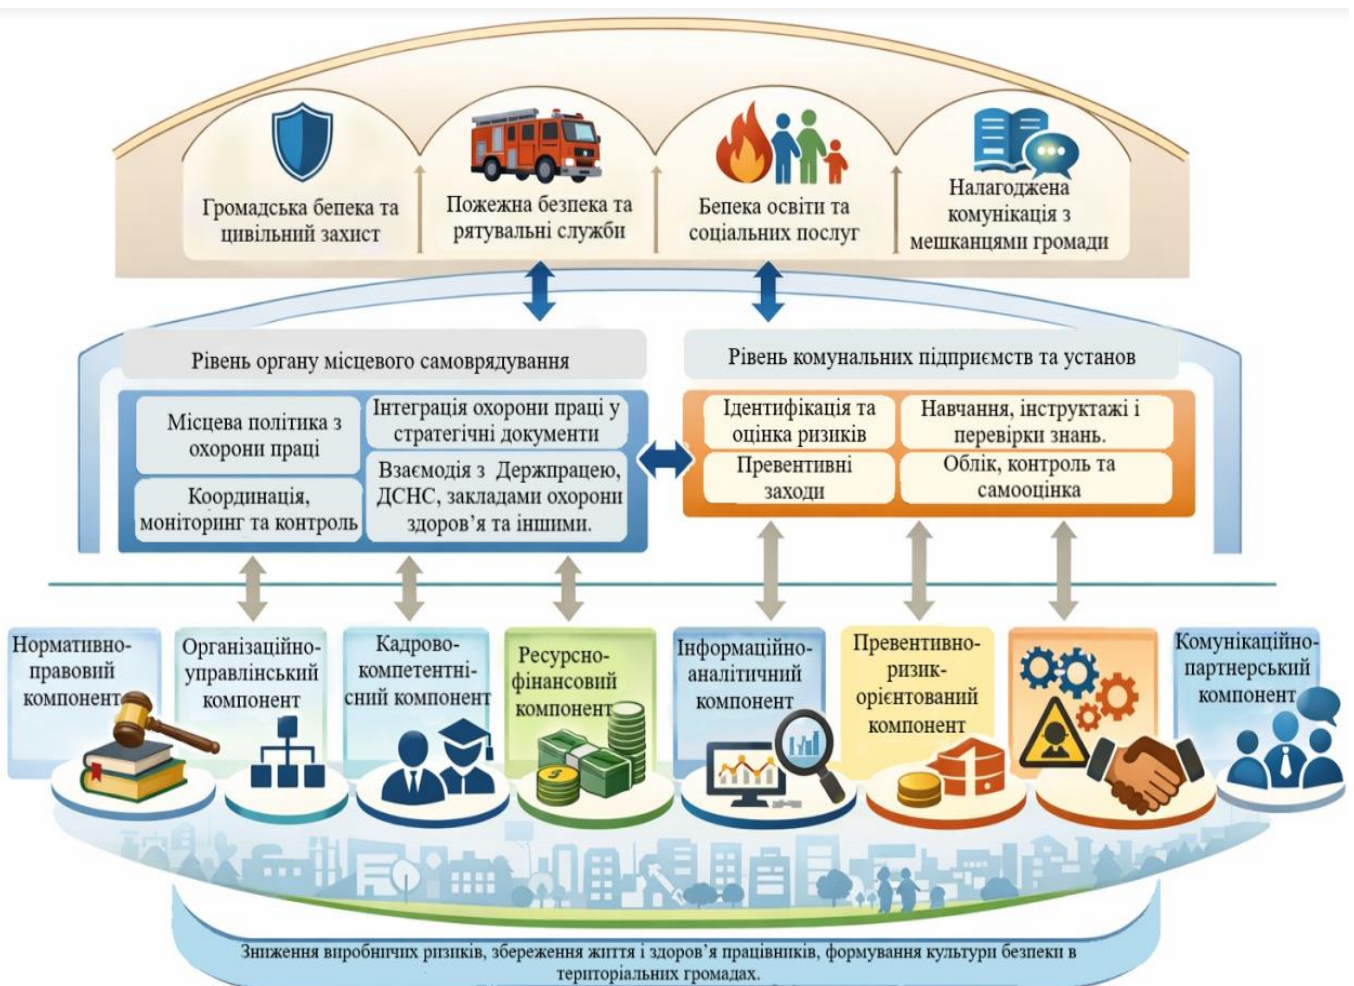 Громадська бепека та
цивільний захист
Пожежна безпека та
рятувальні служби
Бепека освіти та
соціальних послуг
Налагоджена
комунікація з
мешканцями громади
Рівень органу місцевого самоврядування
Рівень комунальних підприємств та установ
Місцева політика з
охорони праці
Інтеграція охорони праці у
стратегічні документи
Координація,
моніторинг та контроль
Взаємодія з Держпрацею,
ДСНС, закладами охорони
здоров’я та іншими.
Ідентифікація та
оцінка ризиків
Навчання, інструктажі і
перевірки знань.
Превентивні
заходи
Облік, контроль та
самооцінка
Нормативно-
правовий
компонент
Організаційно-
управлінський
компонент
Кадрово-
компетентні-
сний компонент
Ресурсно-
фінансовий
компонент
Інформаційно-
аналітичний
компонент
Превентивно-
ризик-
орієнтований
компонент
Комунікаційно-
партнерський
компонент
Зниження виробничих ризиків, збереження життя і здоров’я працівників, формування культури безпеки в
територіальних громадах.